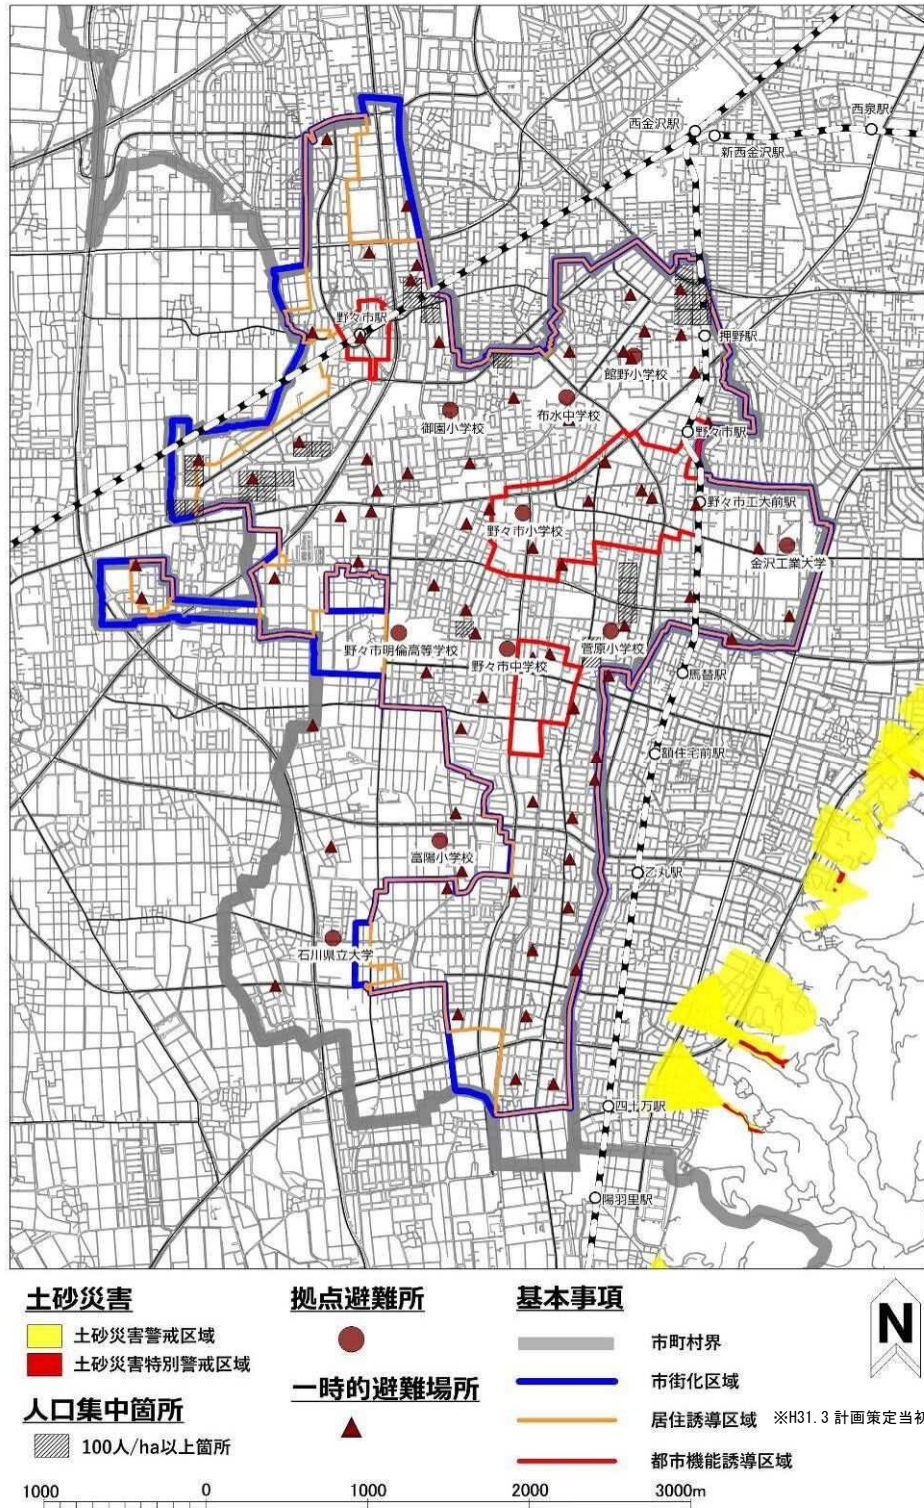 西金沢駅
西泉駅
新西金沢駅
野々市駅
押野駅
館野小学校
布水中学校
御園小学校
野々市駅
野々市工大前駅
野々市小学校
金沢工業大学
野々市明倫高等学校
野々市中学校
菅原小学校
馬替駅
額住宅前駅
富陽小学校
乙丸駅
石川県立大学
四十万駅
陽羽里駅
土砂災害
土砂災害警戒区域
土砂災害特別警戒区域
人口集中箇所
100人/ha以上箇所
拠点避難所
一時的避難場所
基本事項
市町村界
市街化区域
居住誘導区域 ※H31.3 計画策定当初
都市機能誘導区域
N
1000 0 1000 2000 3000m